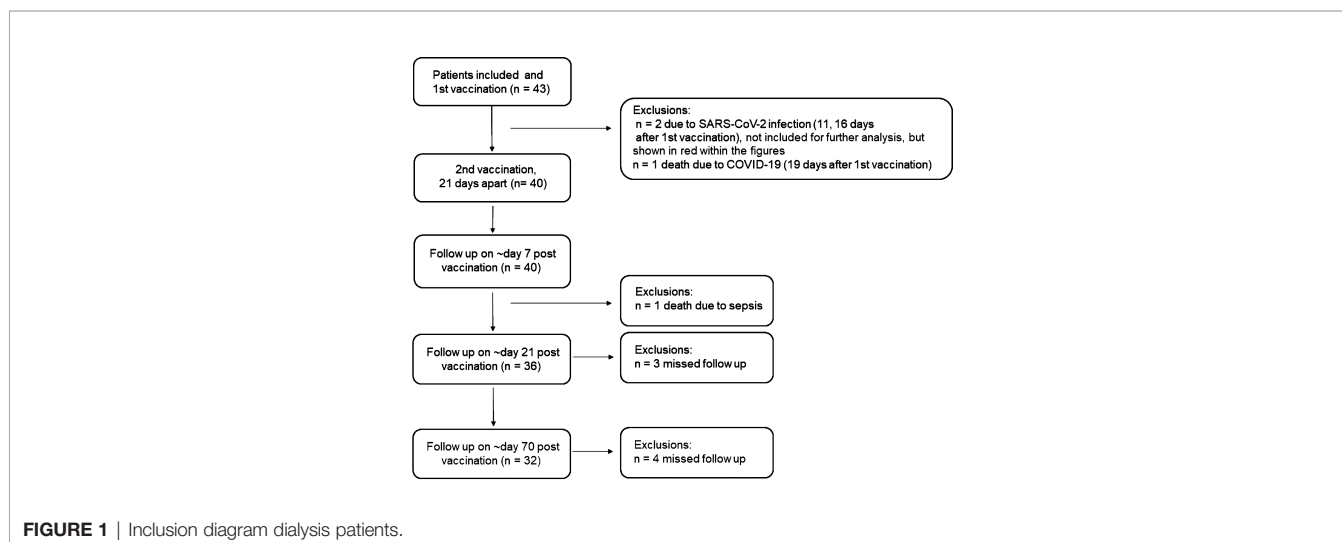 Patients included and
1st vaccination (n = 43)
Exclusions:
n = 2 due to SARS-CoV-2 infection (11, 16 days
after 1st vaccination), not included for further analysis, but
shown in red within the figures
n = 1 death due to COVID-19 (19 days after 1st vaccination)
2nd vaccination,
21 days apart (n= 40)
Follow up on ~day 7 post
vaccination (n = 40)
Exclusions:
n = 1 death due to sepsis
Follow up on ~day 21 post
vaccination (n = 36)
Exclusions:
n = 3 missed follow up
Follow up on ~day 70 post
vaccination (n = 32)
Exclusions:
n = 4 missed follow up
FIGURE 1 | Inclusion diagram dialysis patients.